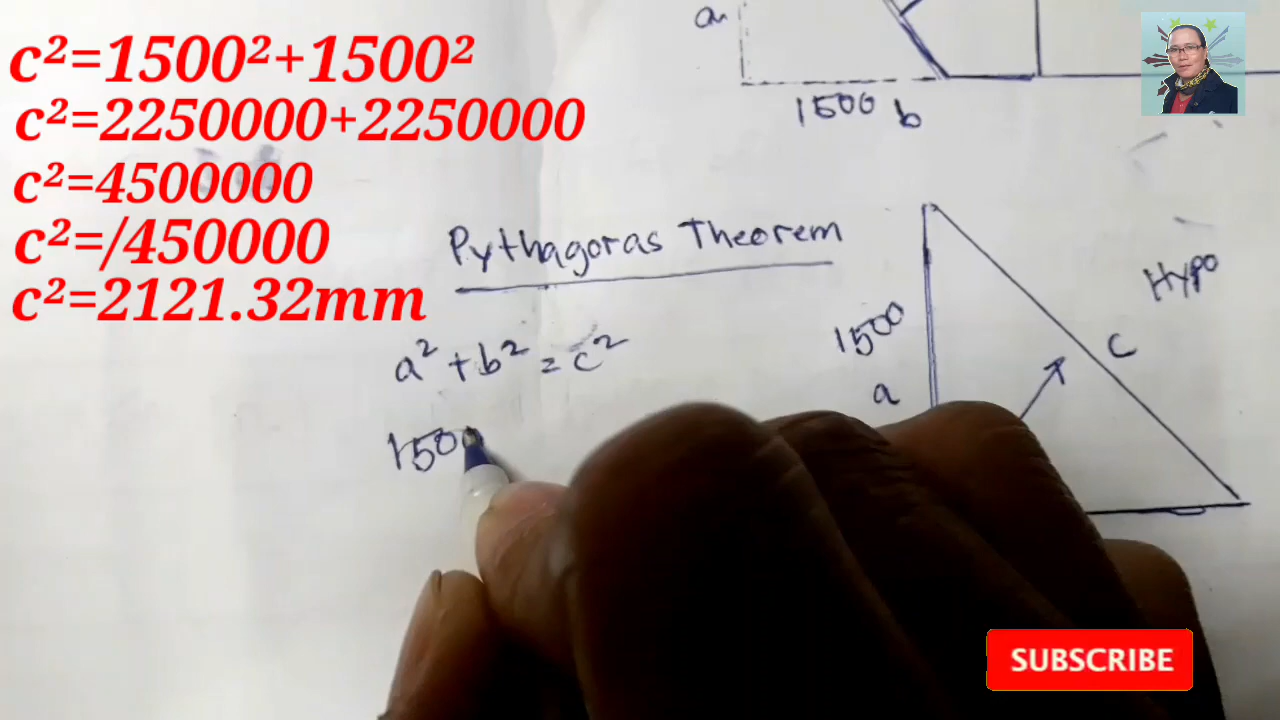 c²=1500²+1500²
c²=2250000+2250000
c²=4500000
c²=/450000
c²=2121.32mm
a
1500 b
Pythagoras Theorem
a² + b² = c²
1500
1500
a
c
Hypo
SUBSCRIBE